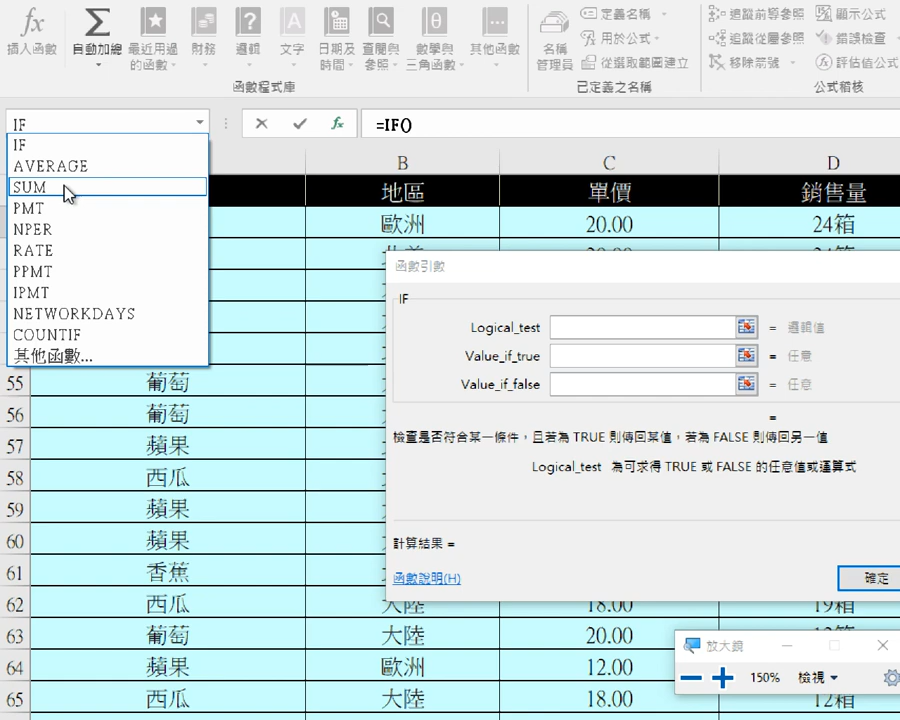 插入函數 自動加總 最近用過的函數 財務 邏輯 文字 日期及時間 查閱與參照 數學與三角函數 其他函數
函數程式庫
名稱管理員
定義名稱
用於公式
從選取範圍建立
已定義之名稱
追蹤前導參照
追蹤從屬參照
移除箭號
顯示公式
錯誤檢查
評估值公式
公式稽核
IF
=IF()
IF
AVERAGE
SUM
PMT
NPER
RATE
PPMT
IPMT
NETWORKDAYS
COUNTIF
其他函數...
B C D
地區 單價 銷售量
歐洲 20.00 24箱
函數引數
IF
Logical_test = 邏輯值
Value_if_true = 任意
Value_if_false = 任意
=
檢查是否符合某一條件，且若為 TRUE 則傳回某值，若為 FALSE 則傳回另一值
Logical_test 為可求得 TRUE 或 FALSE 的任意值或運算式
計算結果 =
函數說明(H)
確定
55 葡萄
56 葡萄
57 蘋果
58 西瓜
59 蘋果
60 蘋果
61 香蕉
62 西瓜 大陸 18.00 19箱
63 葡萄 大陸 20.00
64 蘋果 歐洲 12.00
65 西瓜 大陸 18.00 12箱
放大鏡
150% 檢視